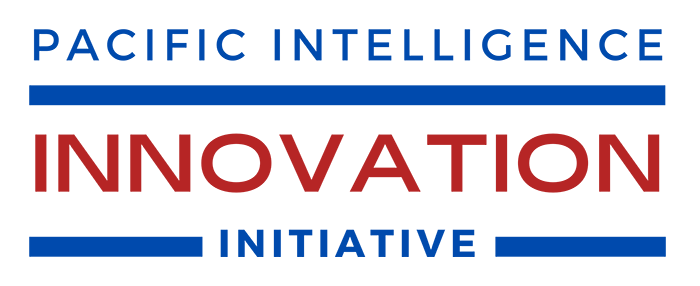 PACIFIC INTELLIGENCE
INNOVATION
INITIATIVE